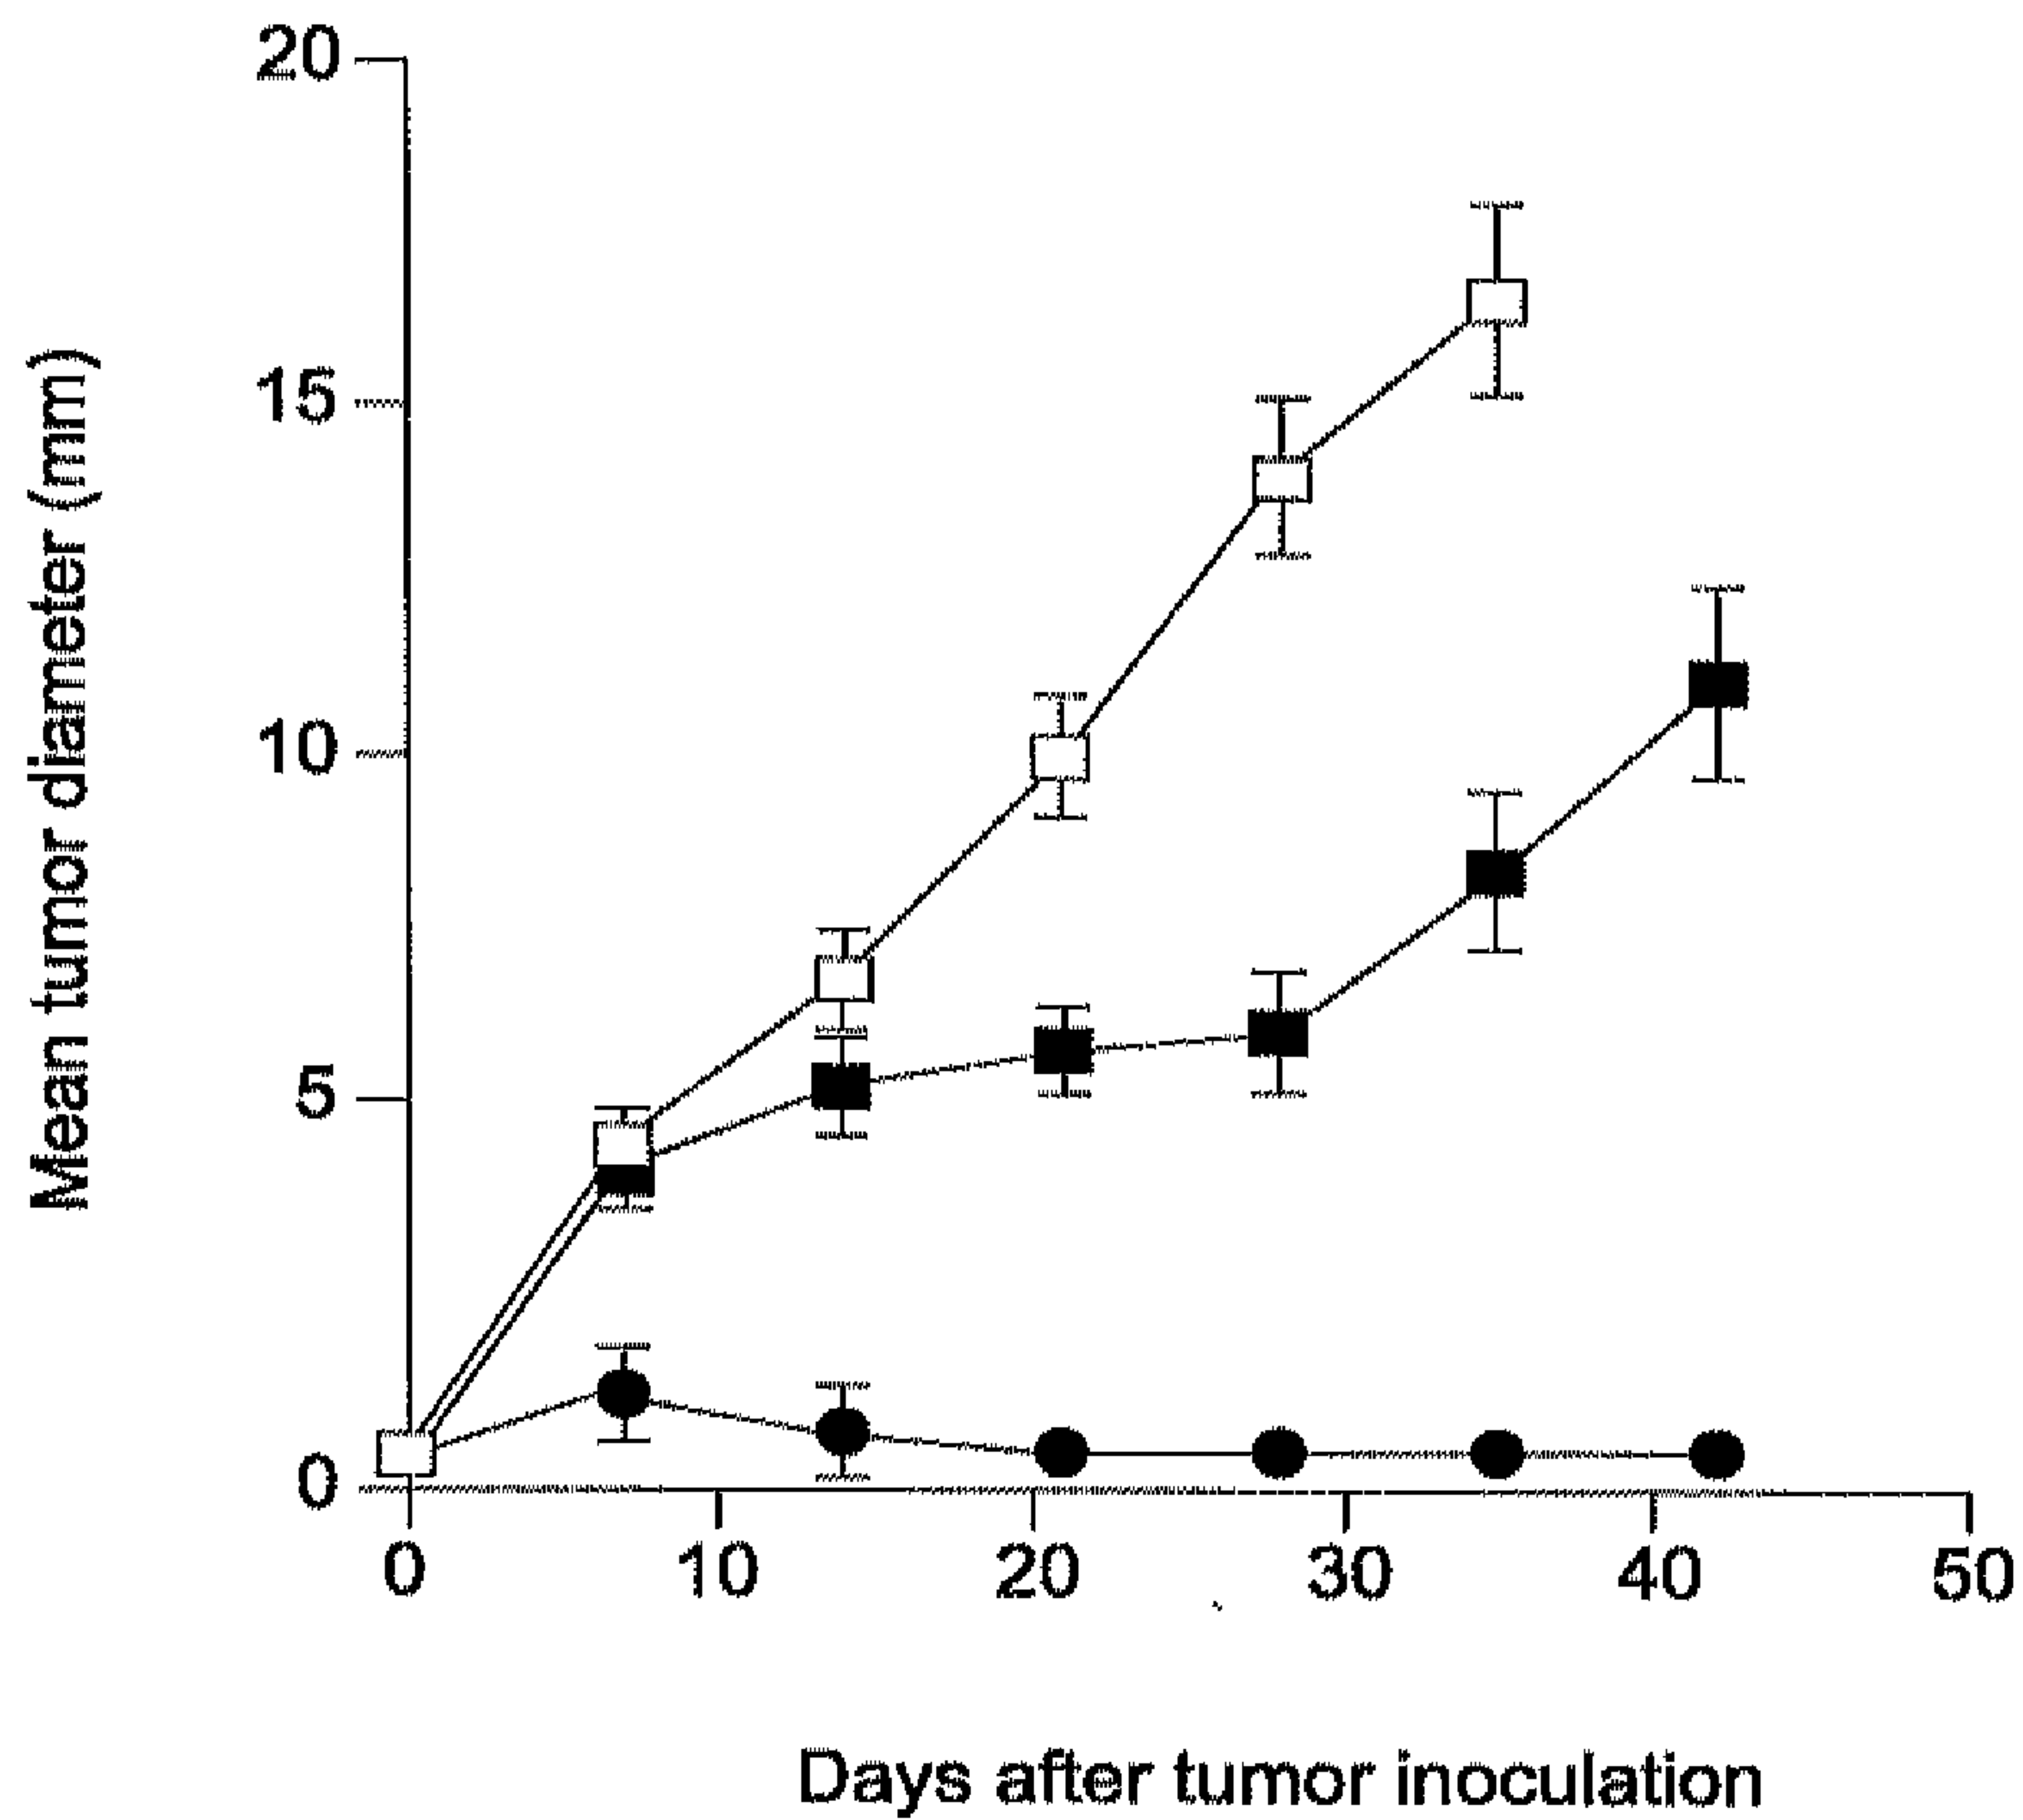 Mean tumor diameter (mm)
20
15
10
5
0
0 10 20 30 40 50
Days after tumor inoculation